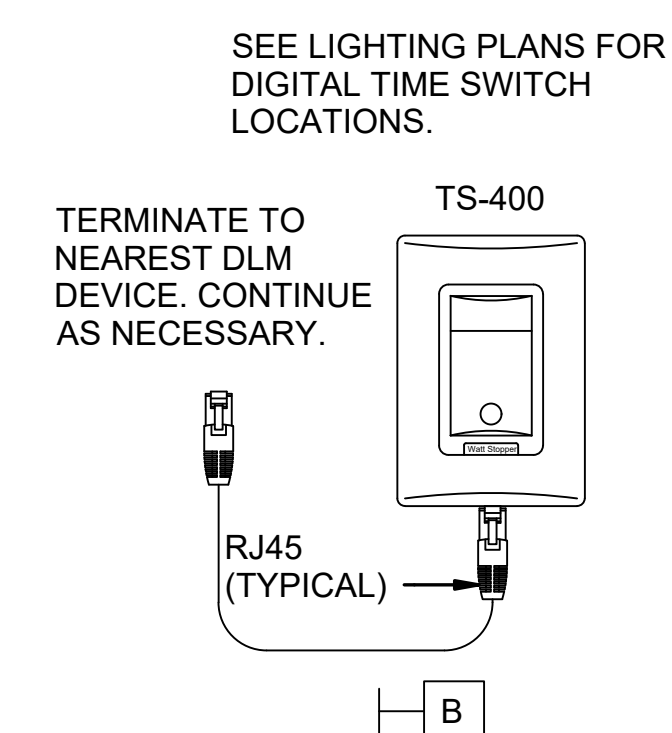 SEE LIGHTING PLANS FOR
DIGITAL TIME SWITCH
LOCATIONS.
TS-400
TERMINATE TO
NEAREST DLM
DEVICE. CONTINUE
AS NECESSARY.
Watt Stopper
RJ45
(TYPICAL)
B